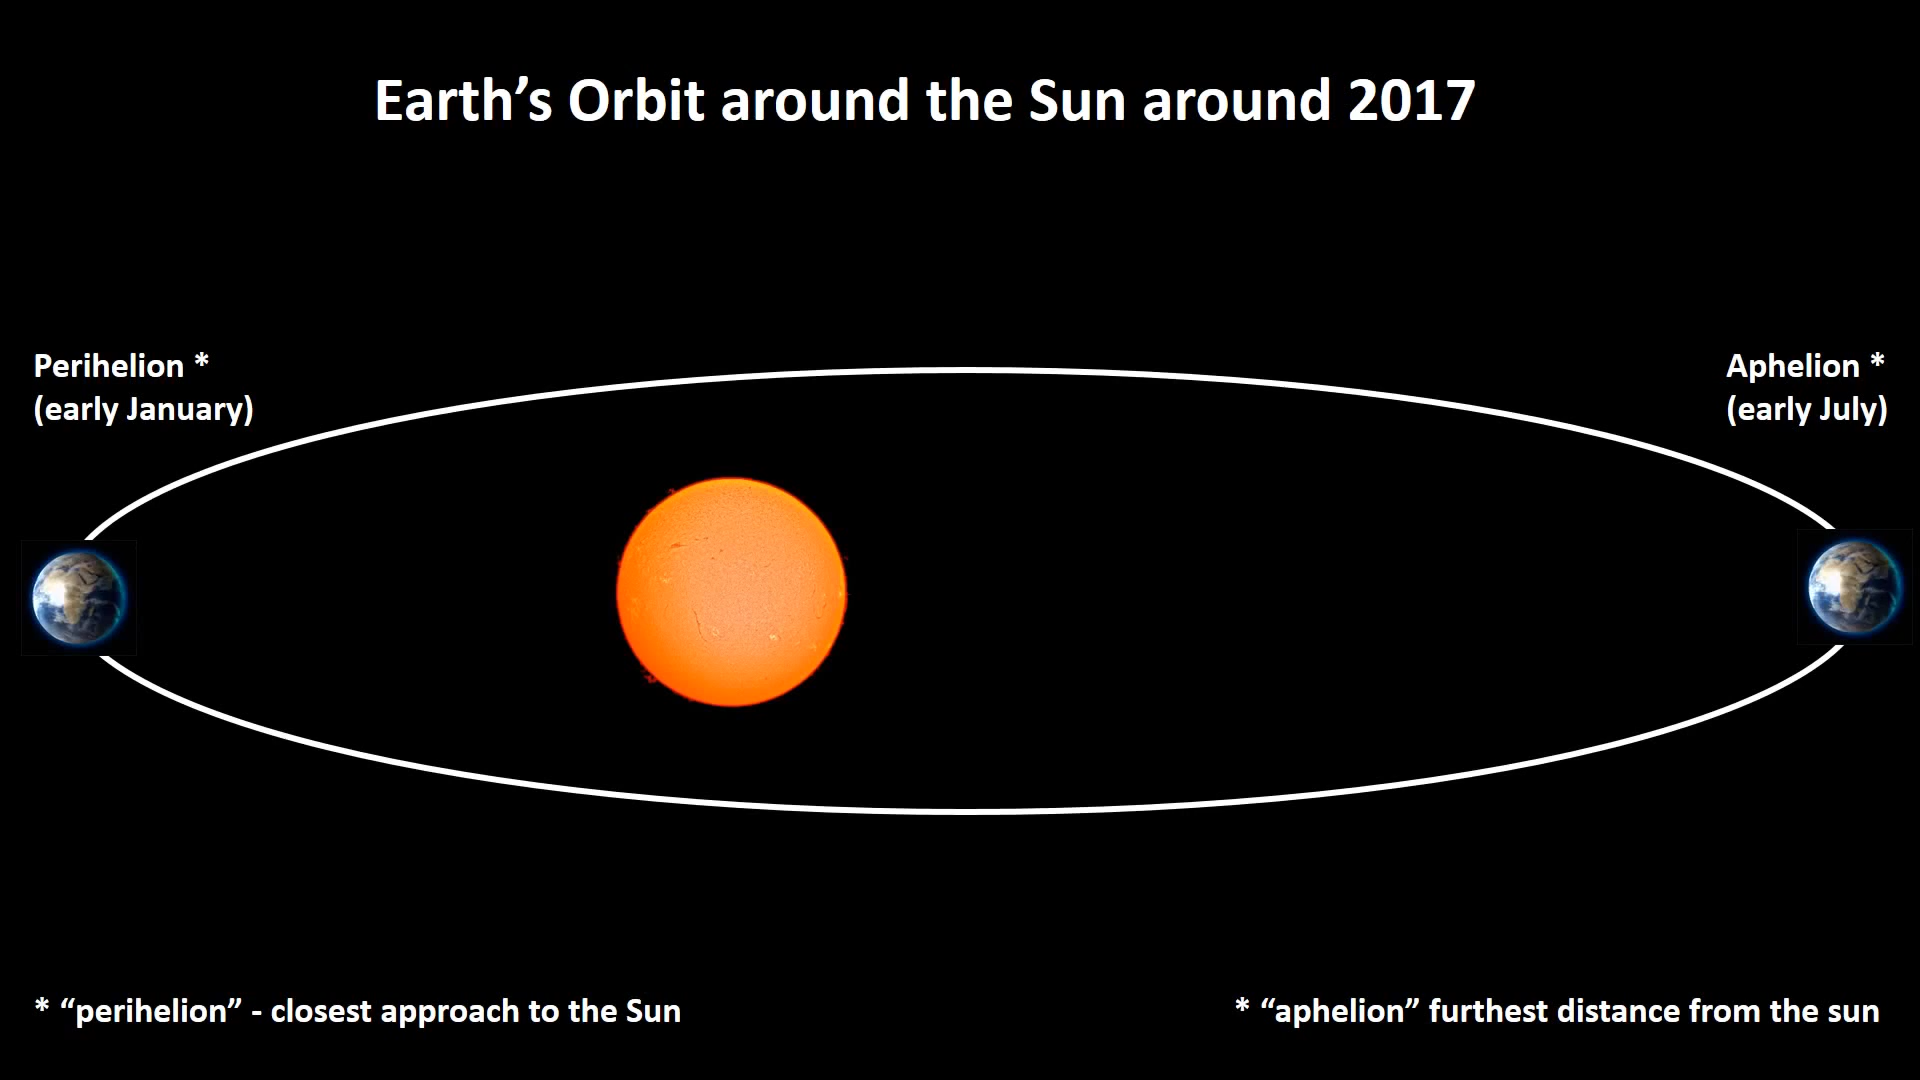 Earth’s Orbit around the Sun around 2017
Perihelion *
(early January)
Aphelion *
(early July)
* “perihelion” - closest approach to the Sun
* “aphelion” furthest distance from the sun